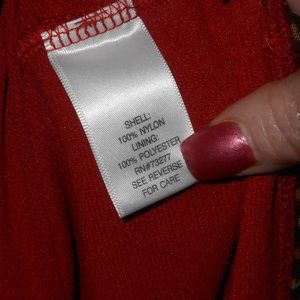 SHELL:
100% NYLON
LINING:
100% POLYESTER
RN#73277
SEE REVERSE
FOR CARE